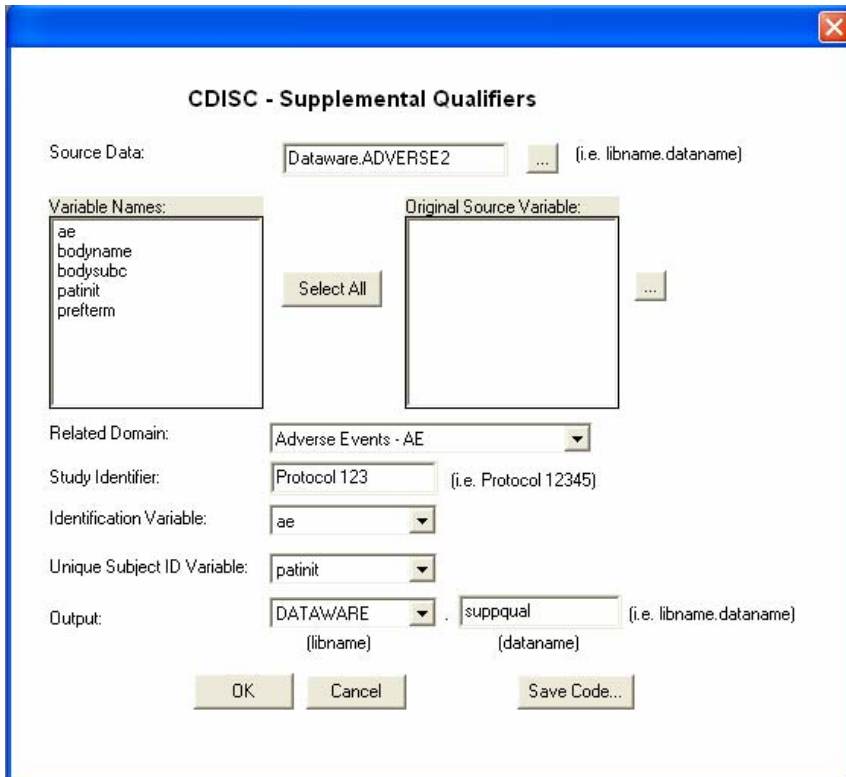 CDISC - Supplemental Qualifiers
Source Data: Dataware.ADVERSE2 ... (i.e. libname.dataname)
Variable Names: Original Source Variable:
ae
bodyname
bodysubc
patinit
prefterm
Select All ...
Related Domain: Adverse Events - AE
Study Identifier: Protocol 123 (i.e. Protocol 12345)
Identification Variable: ae
Unique Subject ID Variable: patinit
Output: DATAWARE . suppqual (i.e. libname.dataname)
(libname) (dataname)
OK Cancel Save Code...